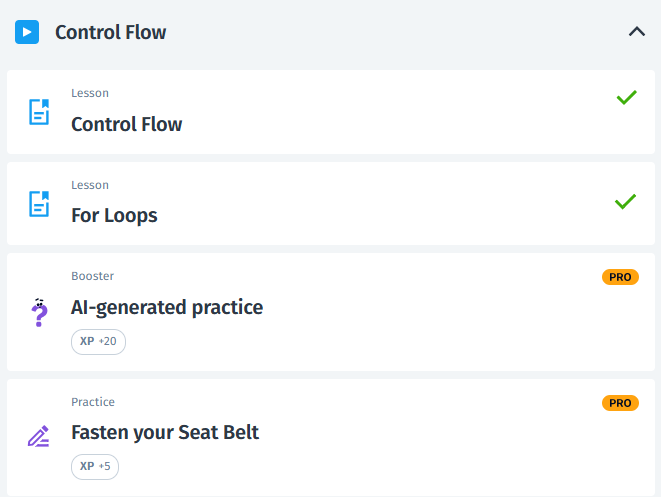 Control Flow
Lesson
Control Flow
Lesson
For Loops
Booster
PRO
AI-generated practice
XP +20
Practice
PRO
Fasten your Seat Belt
XP +5